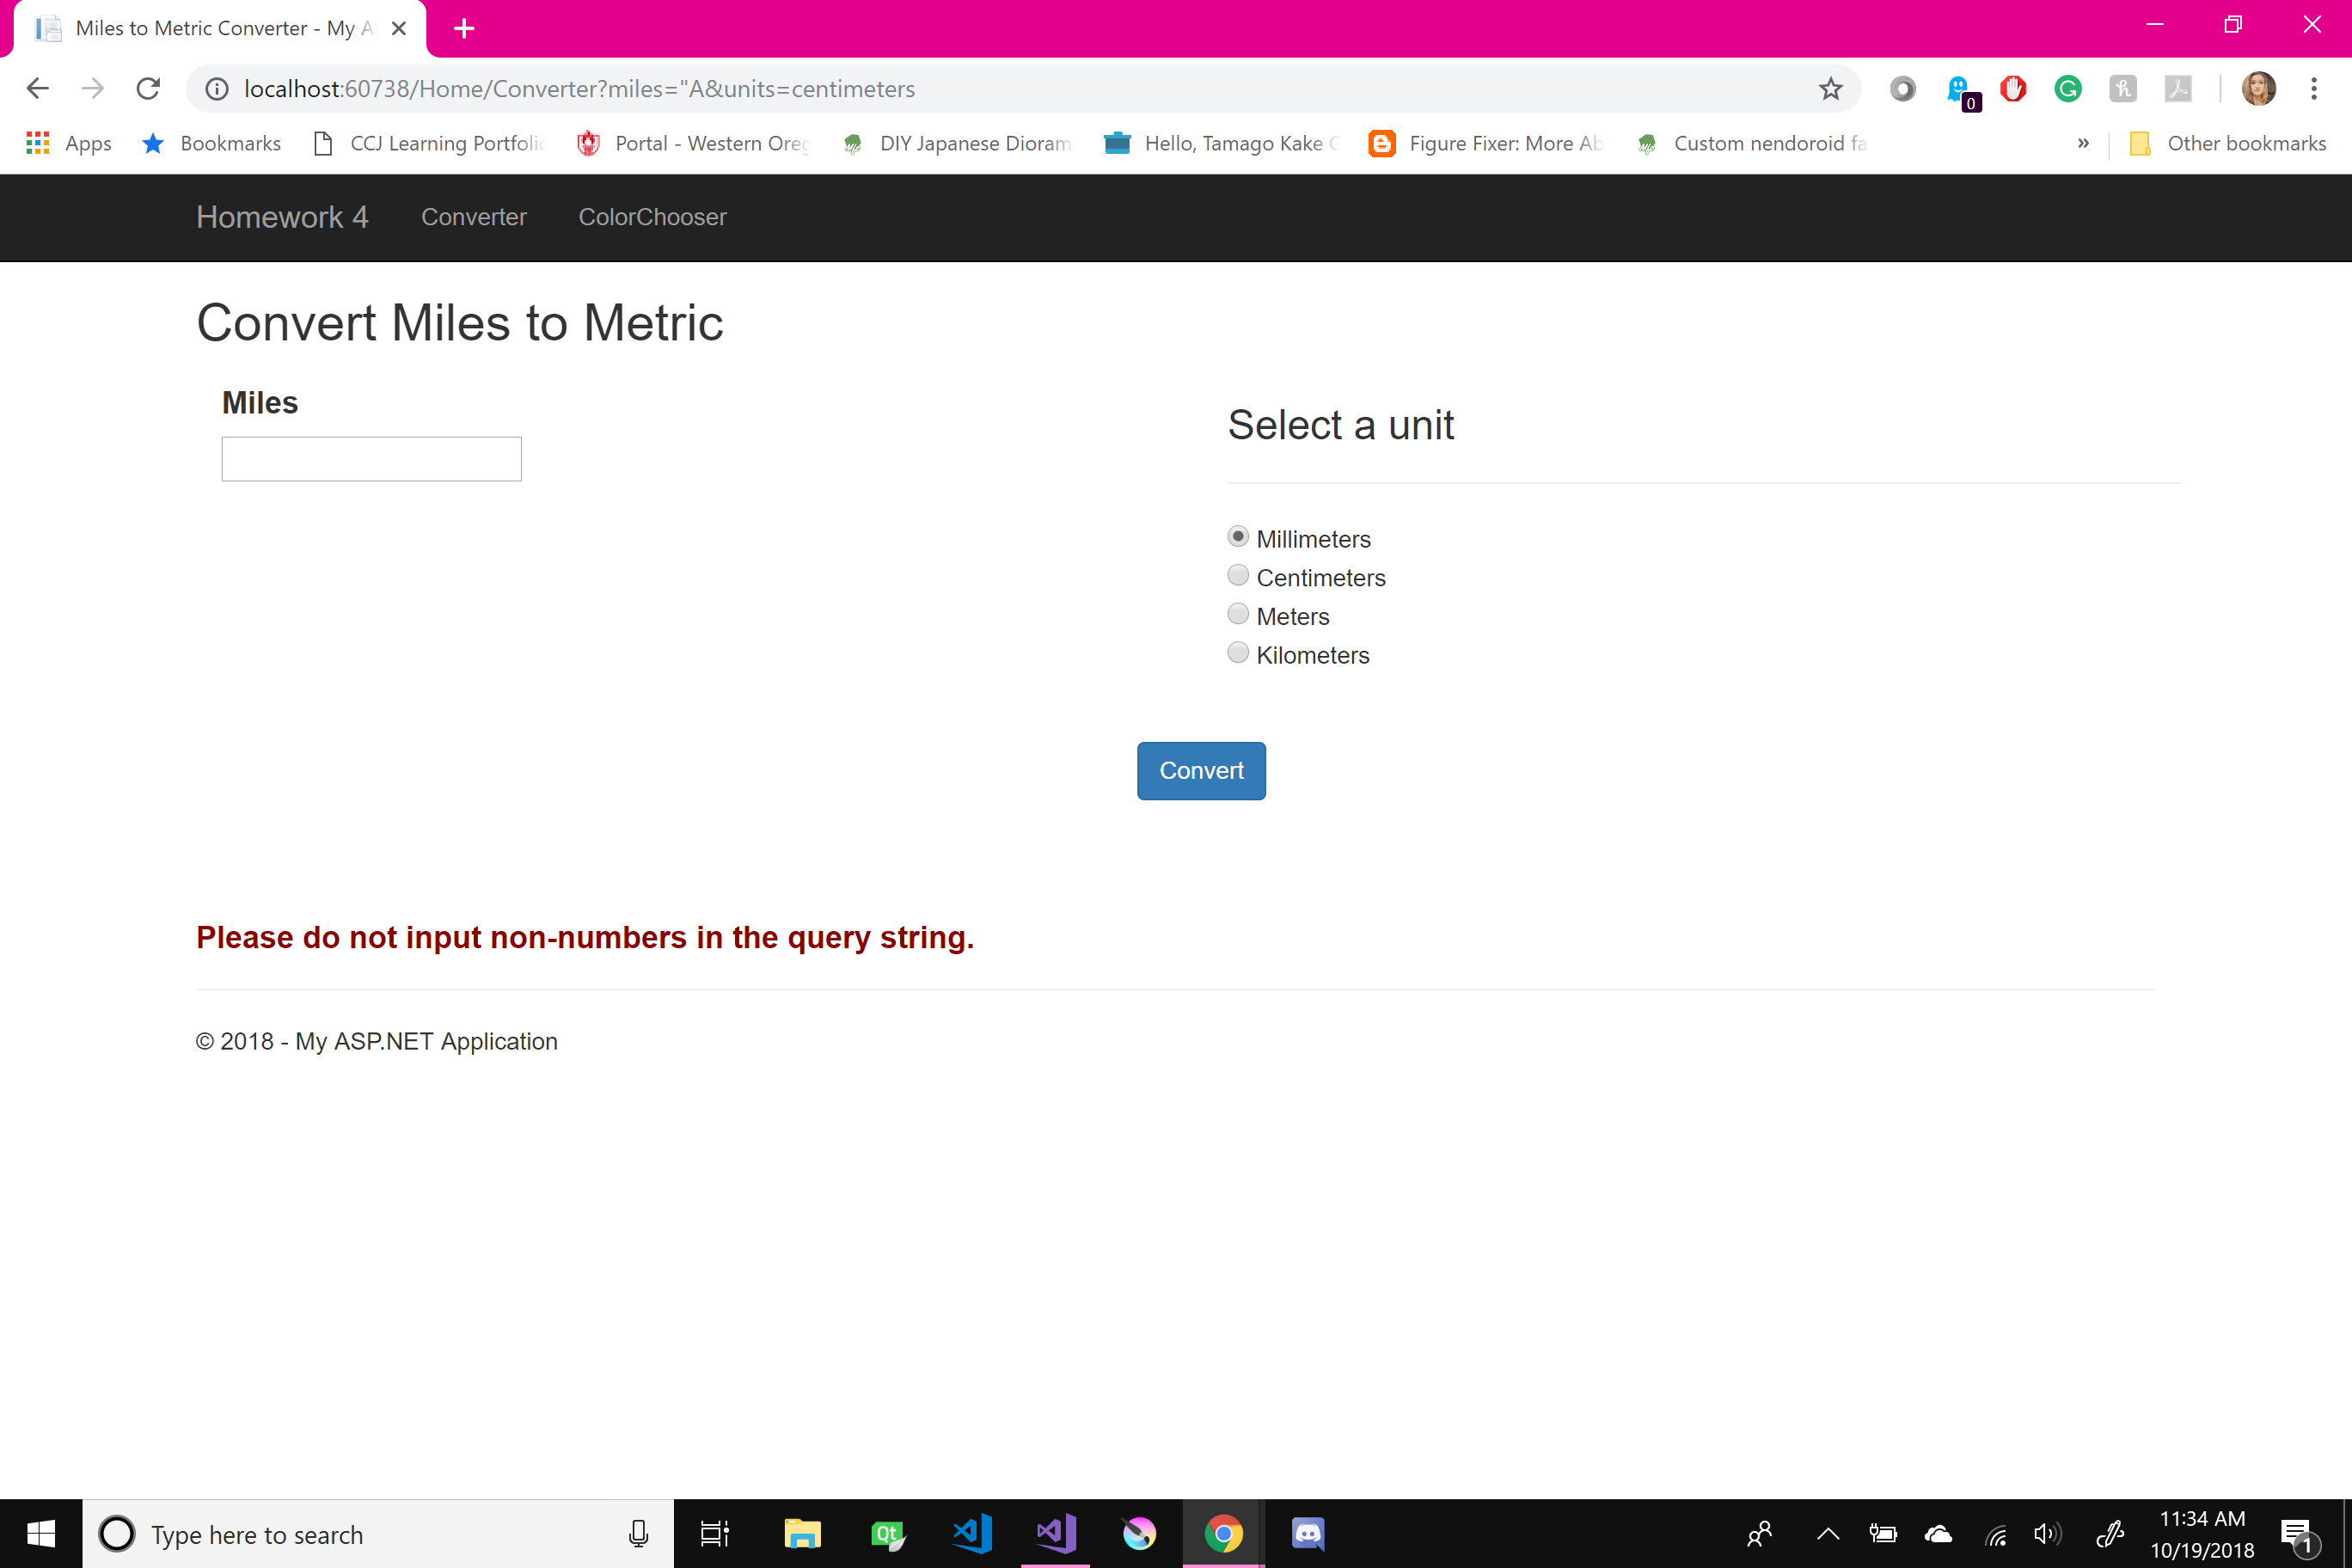 Miles to Metric Converter - My A
localhost:60738/Home/Converter?miles="A&units=centimeters
0
Apps Bookmarks CCJ Learning Portfolio Portal - Western Oreg DIY Japanese Dioram Hello, Tamago Kake G Figure Fixer: More Ab Custom nendoroid fa » Other bookmarks
Homework 4 Converter ColorChooser
Convert Miles to Metric
Miles
Select a unit
Millimeters
Centimeters
Meters
Kilometers
Convert
Please do not input non-numbers in the query string.
© 2018 - My ASP.NET Application
Type here to search
Qt
11:34 AM
10/19/2018
1